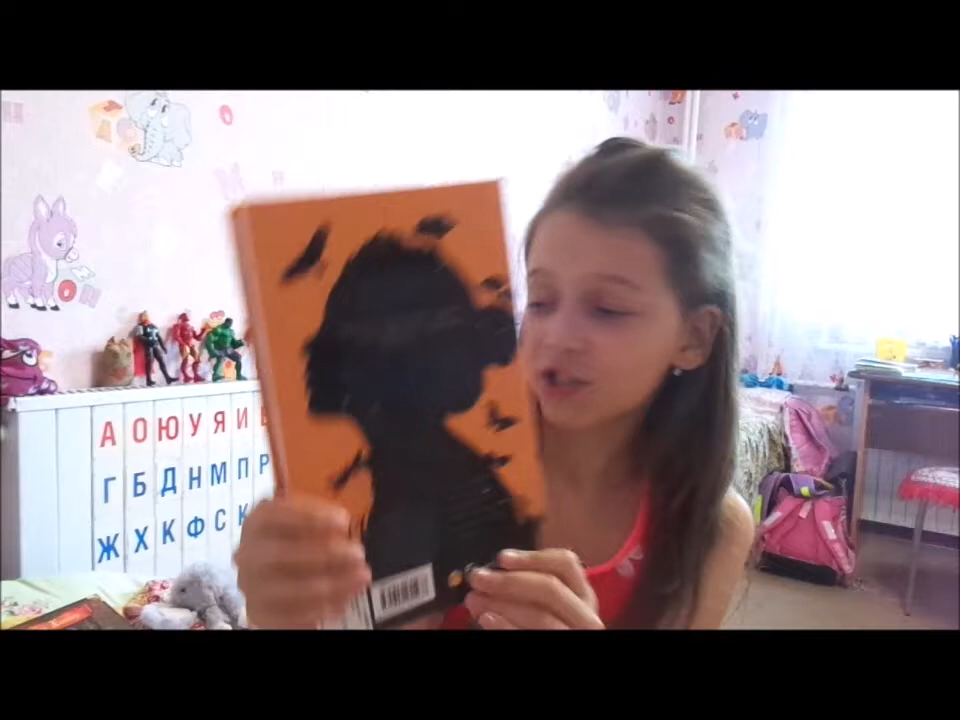 А О Ю У Я И
Г Б Д Н М П Р
Ж Х К Ф С К